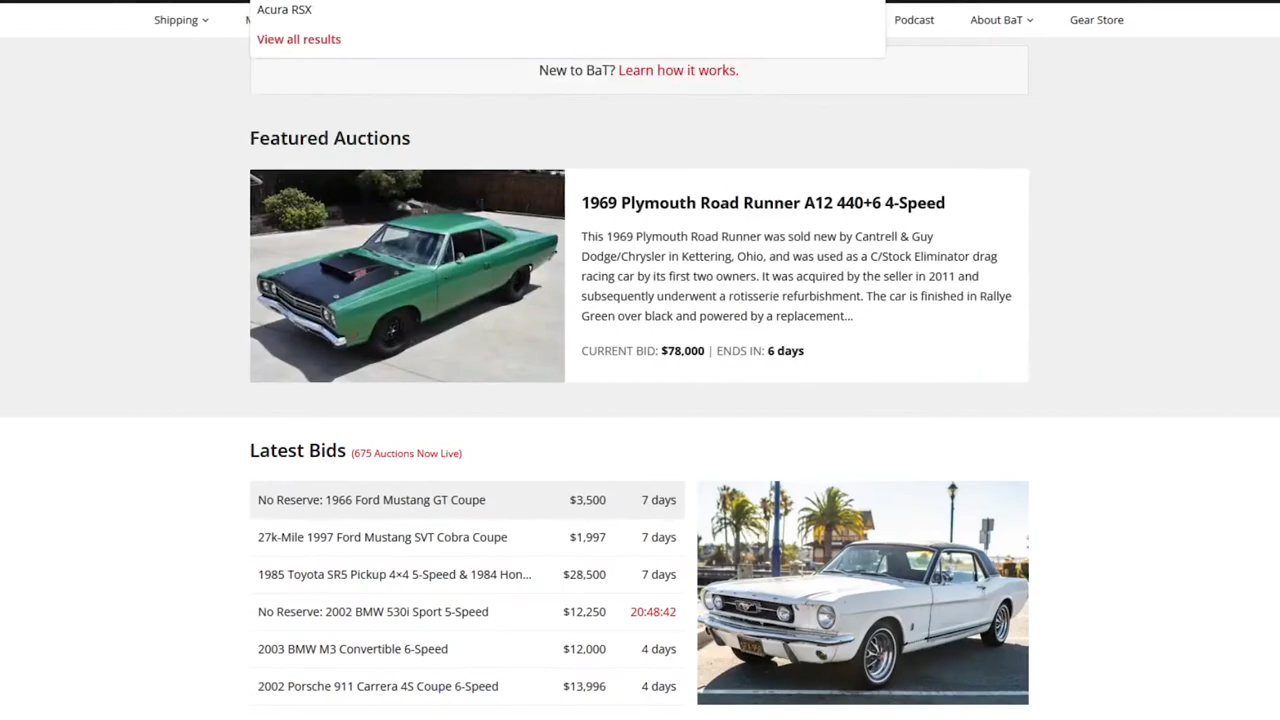 Acura RSX
View all results
Shipping
Podcast
About BaT
Gear Store
New to BaT? Learn how it works.
Featured Auctions
1969 Plymouth Road Runner A12 440+6 4-Speed
This 1969 Plymouth Road Runner was sold new by Cantrell & Guy
Dodge/Chrysler in Kettering, Ohio, and was used as a C/Stock Eliminator drag
racing car by its first two owners. It was acquired by the seller in 2011 and
subsequently underwent a rotisserie refurbishment. The car is finished in Rallye
Green over black and powered by a replacement...
CURRENT BID: $78,000 | ENDS IN: 6 days
Latest Bids (675 Auctions Now Live)
No Reserve: 1966 Ford Mustang GT Coupe $3,500 7 days
27k-Mile 1997 Ford Mustang SVT Cobra Coupe $1,997 7 days
1985 Toyota SR5 Pickup 4×4 5-Speed & 1984 Hon... $28,500 7 days
No Reserve: 2002 BMW 530i Sport 5-Speed $12,250 20:48:42
2003 BMW M3 Convertible 6-Speed $12,000 4 days
2002 Porsche 911 Carrera 4S Coupe 6-Speed $13,996 4 days